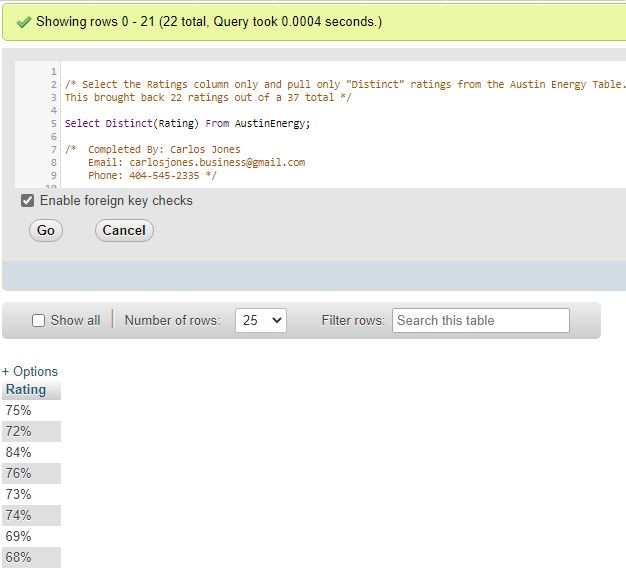 Showing rows 0 - 21 (22 total, Query took 0.0004 seconds.)
1
2 /* Select the Ratings column only and pull only "Distinct" ratings from the Austin Energy Table.
3 This brought back 22 ratings out of a 37 total */
4
5 Select Distinct(Rating) From AustinEnergy;
6
7 /*  Completed By: Carlos Jones
8 Email: carlosjones.business@gmail.com
9 Phone: 404-545-2335 */
10
Enable foreign key checks
Go Cancel
Show all Number of rows: 25 Filter rows: Search this table
+ Options
Rating
75%
72%
84%
76%
73%
74%
69%
68%